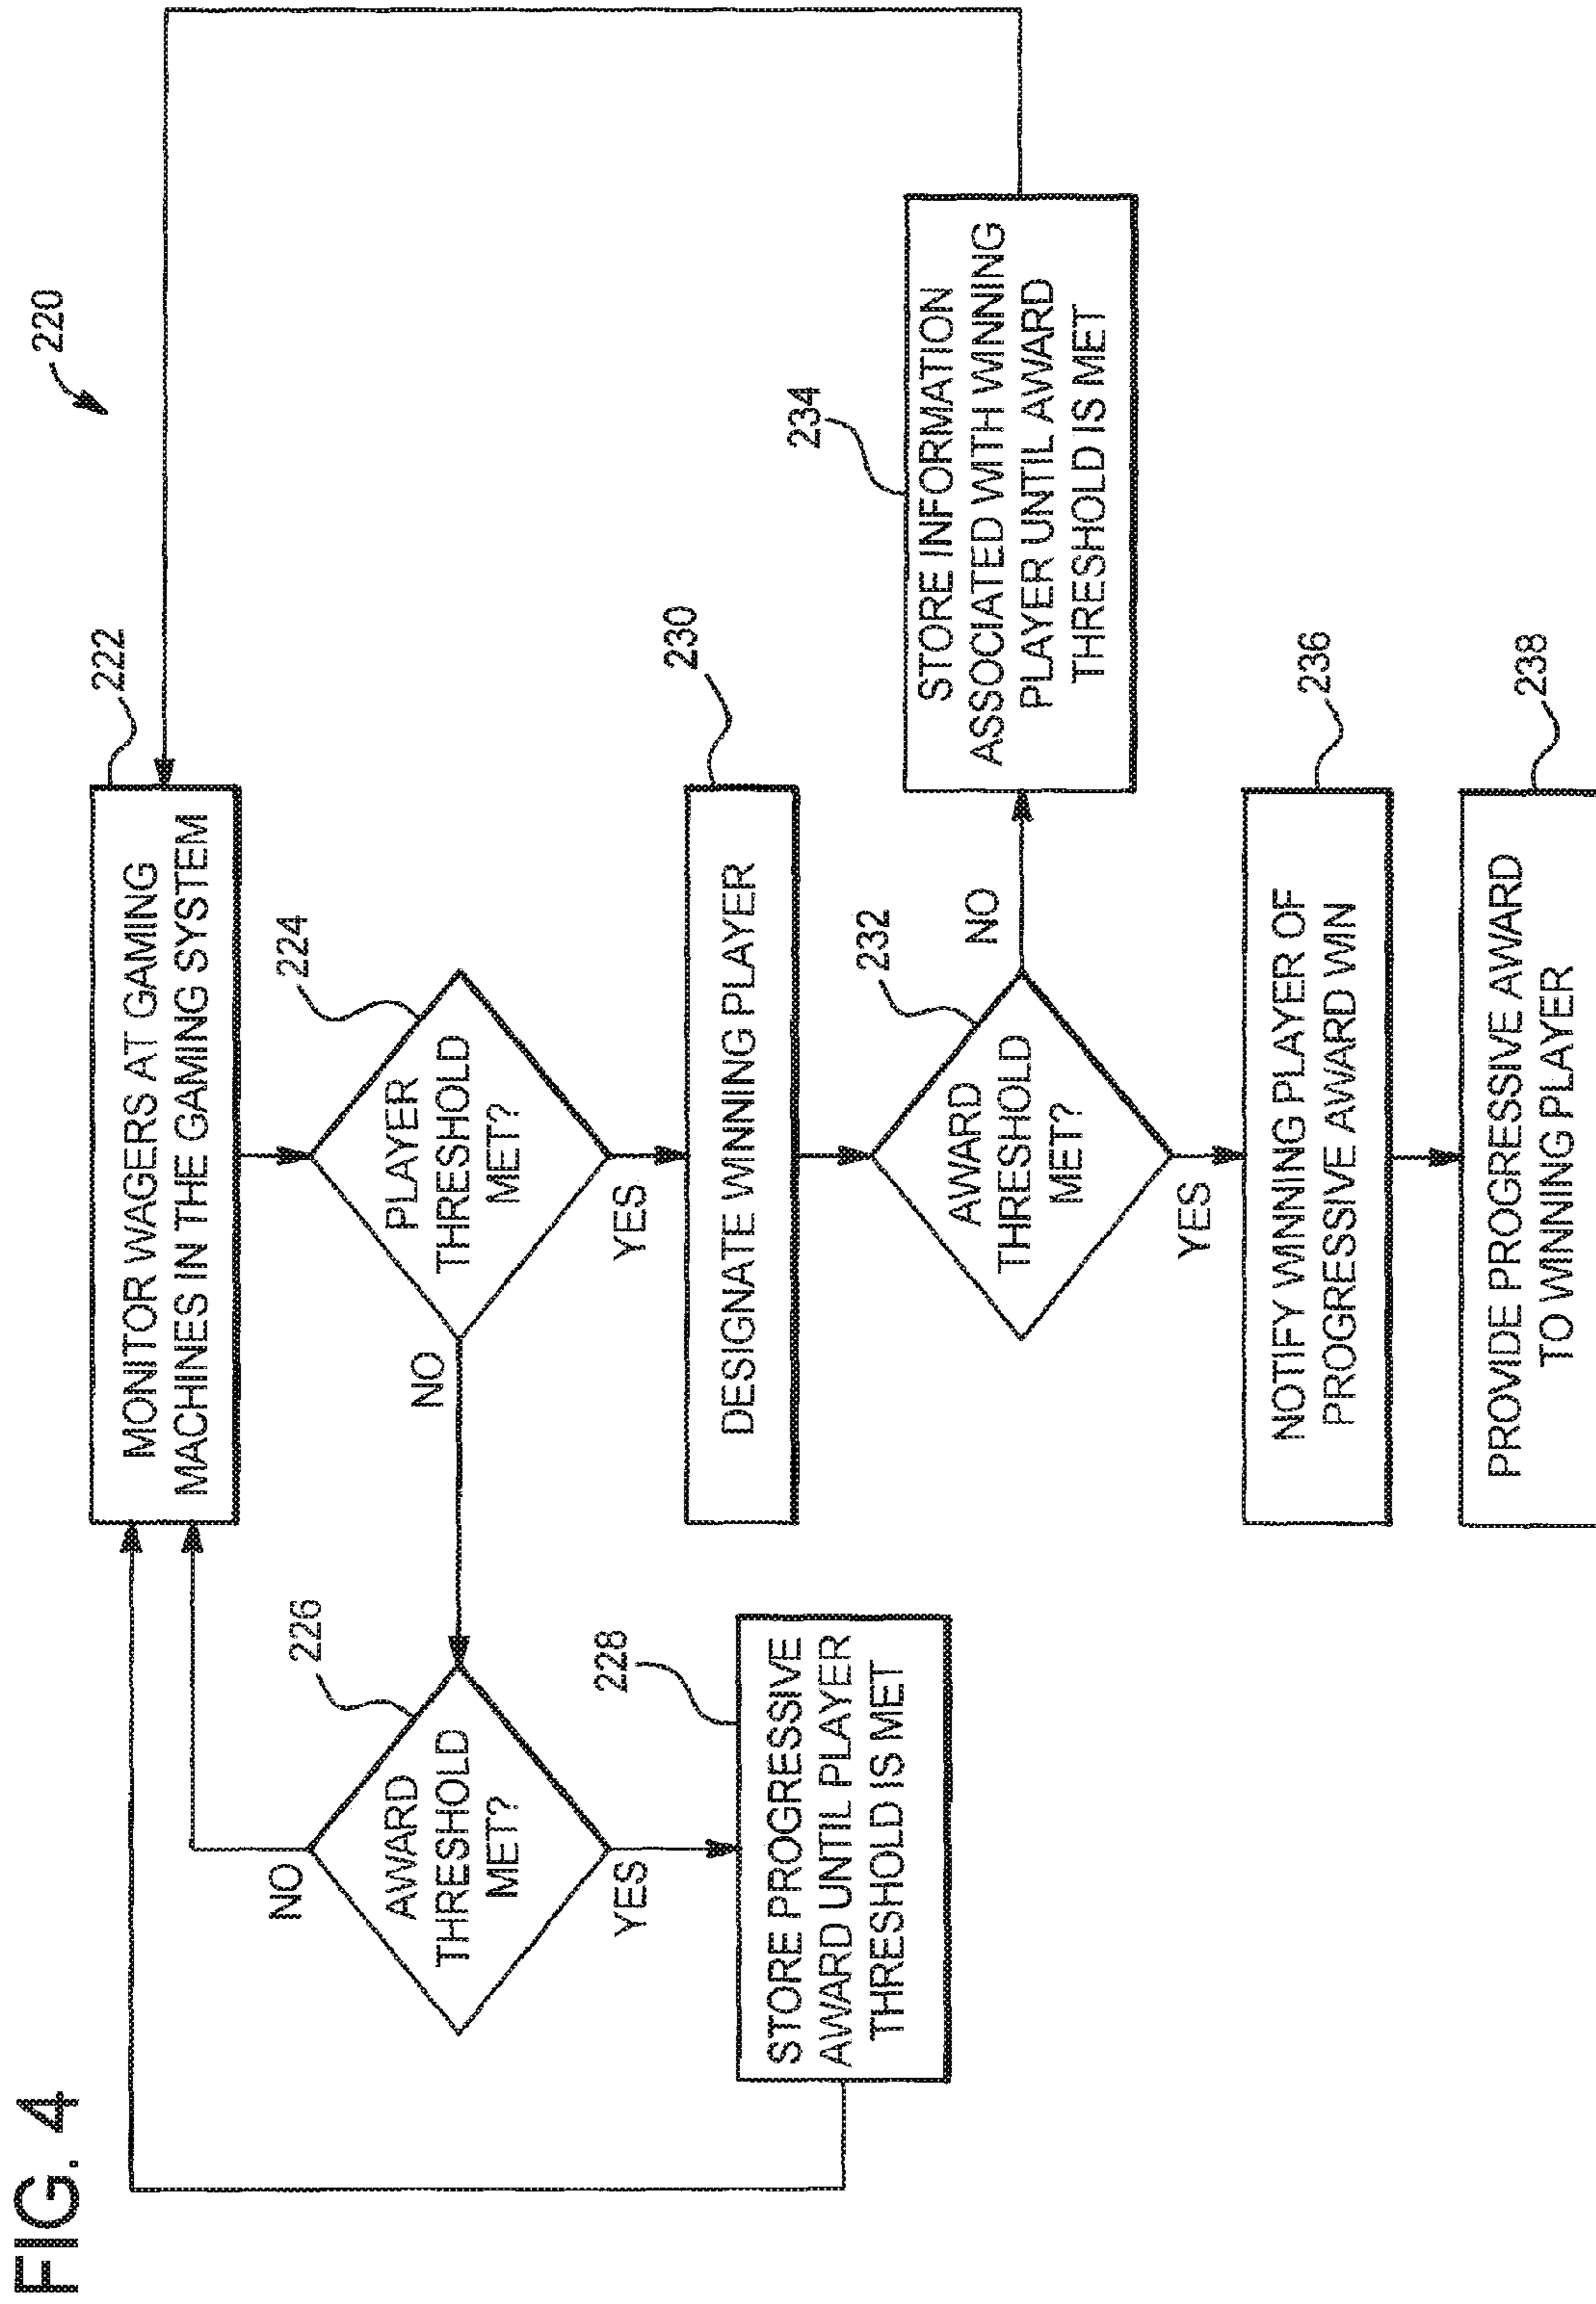 FIG. 4
220
222
MONITOR WAGERS AT GAMING
MACHINES IN THE GAMING SYSTEM
224
PLAYER
THRESHOLD
MET?
NO
YES
226
AWARD
THRESHOLD
MET?
NO
YES
228
STORE PROGRESSIVE
AWARD UNTIL PLAYER
THRESHOLD IS MET
230
DESIGNATE WINNING PLAYER
232
AWARD
THRESHOLD
MET?
NO
YES
234
STORE INFORMATION
ASSOCIATED WITH WINNING
PLAYER UNTIL AWARD
THRESHOLD IS MET
236
NOTIFY WINNING PLAYER OF
PROGRESSIVE AWARD WIN
238
PROVIDE PROGRESSIVE AWARD
TO WINNING PLAYER